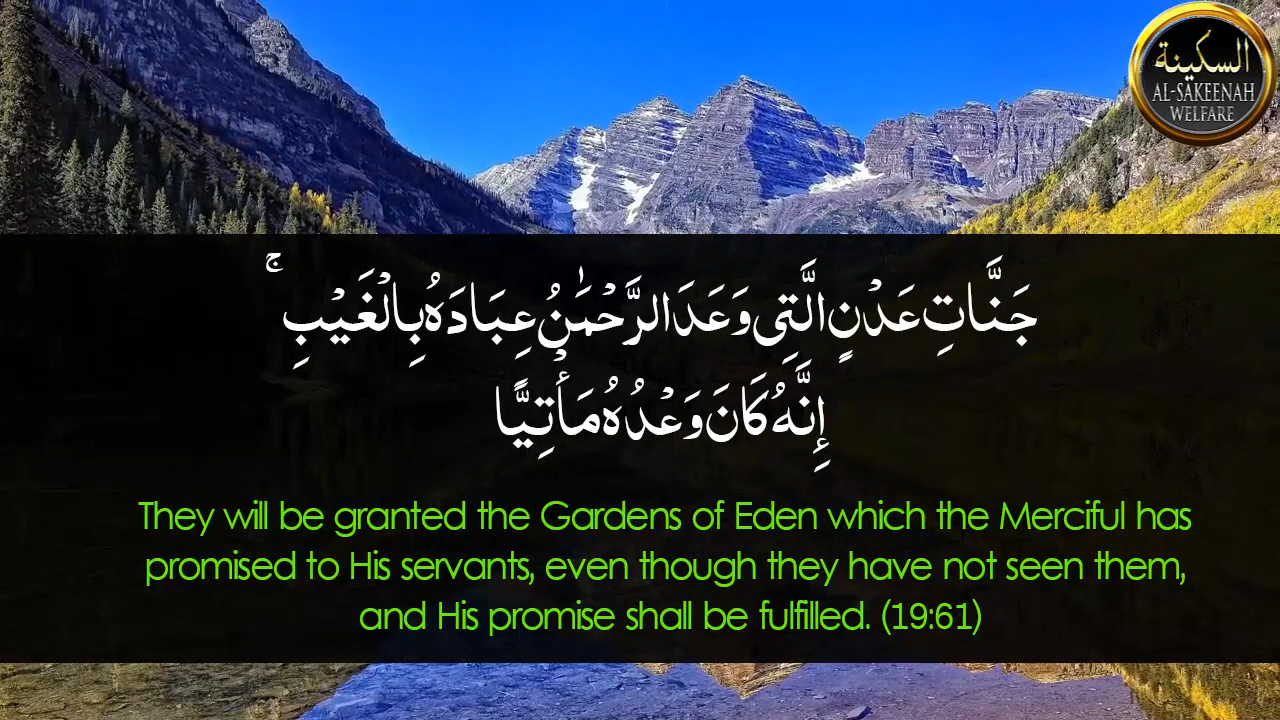 السكينة
AL-SAKEENAH
WELFARE
جَنَّاتِ عَدْنٍ الَّتِي وَعَدَ الرَّحْمَٰنُ عِبَادَهُ بِالْغَيْبِ ۚ
إِنَّهُ كَانَ وَعْدُهُ مَأْتِيًّا
They will be granted the Gardens of Eden which the Merciful has
promised to His servants, even though they have not seen them,
and His promise shall be fulfilled. (19:61)